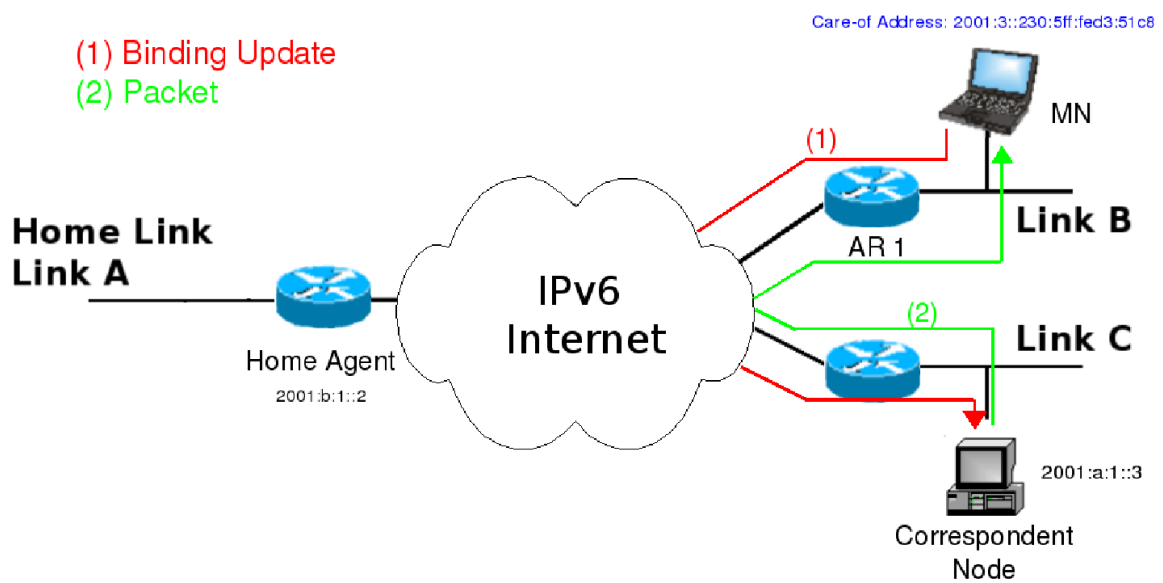 Care-of Address: 2001:3::230:5ff:fed3:51c8
(1) Binding Update
(2) Packet
MN
(1)
Home Link
Link A
Link B
AR 1
IPv6
Internet
(2)
Link C
Home Agent
2001:b:1::2
2001:a:1::3
Correspondent
Node